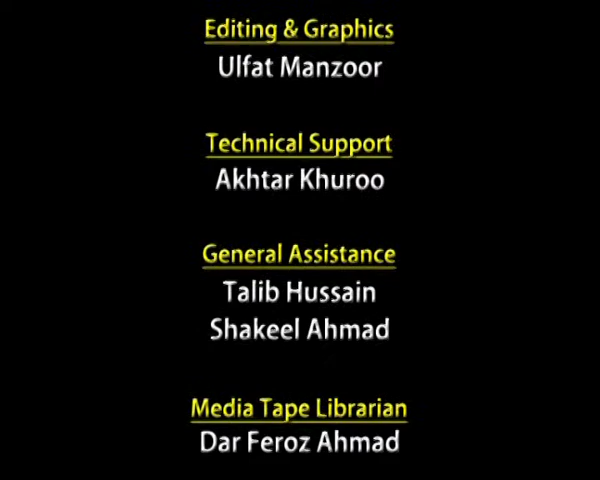 Editing & Graphics
Ulfat Manzoor
Technical Support
Akhtar Khuroo
General Assistance
Talib Hussain
Shakeel Ahmad
Media Tape Librarian
Dar Feroz Ahmad